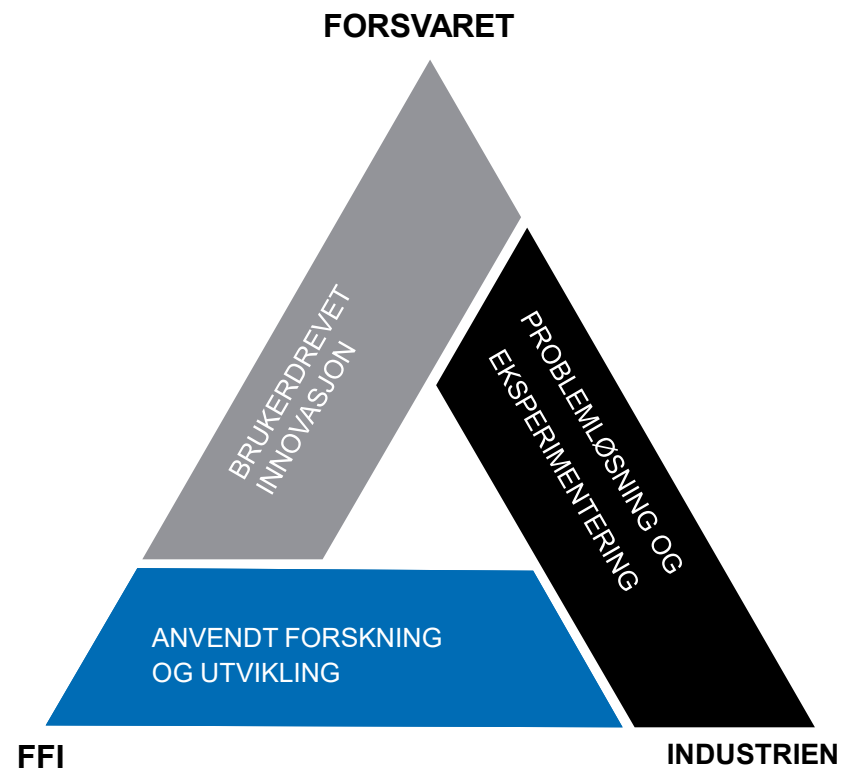 FORSVARET
BRUKERDREVET
INNOVASJON
PROBLEMLØSNING OG
EKSPERIMENTERING
ANVENDT FORSKNING
OG UTVIKLING
FFI
INDUSTRIEN